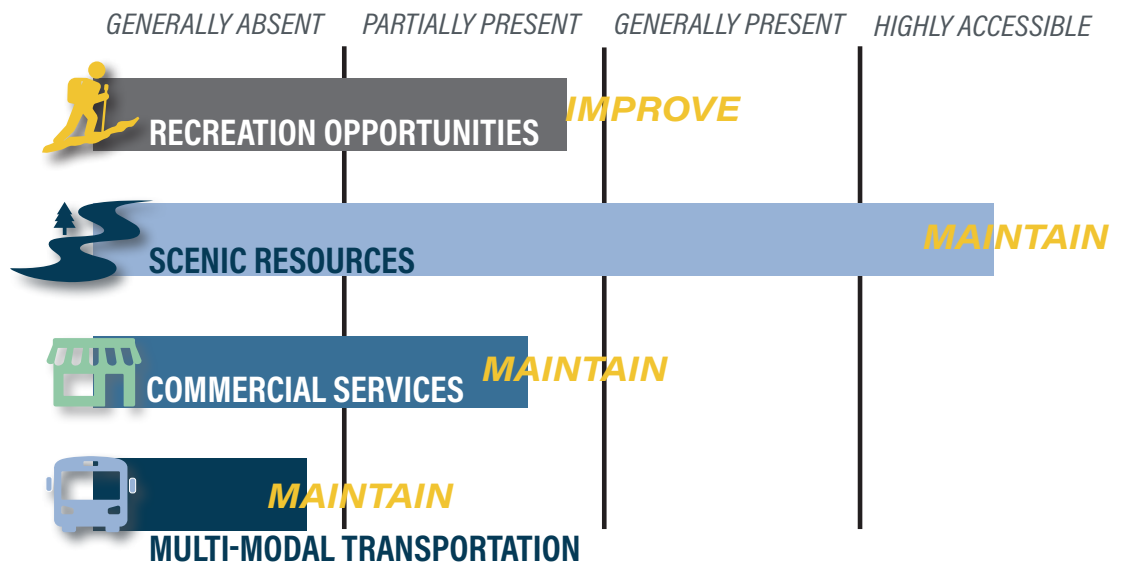 GENERALLY ABSENT PARTIALLY PRESENT GENERALLY PRESENT HIGHLY ACCESSIBLE
IMPROVE
RECREATION OPPORTUNITIES
MAINTAIN
SCENIC RESOURCES
MAINTAIN
COMMERCIAL SERVICES
MAINTAIN
MULTI-MODAL TRANSPORTATION